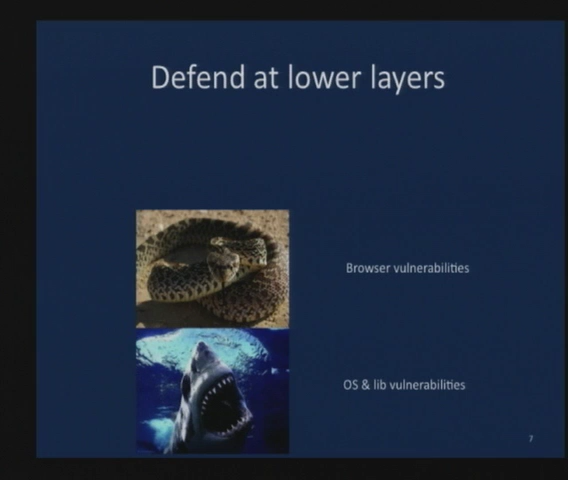 Defend at lower layers
Browser vulnerabilities
OS & lib vulnerabilities
7